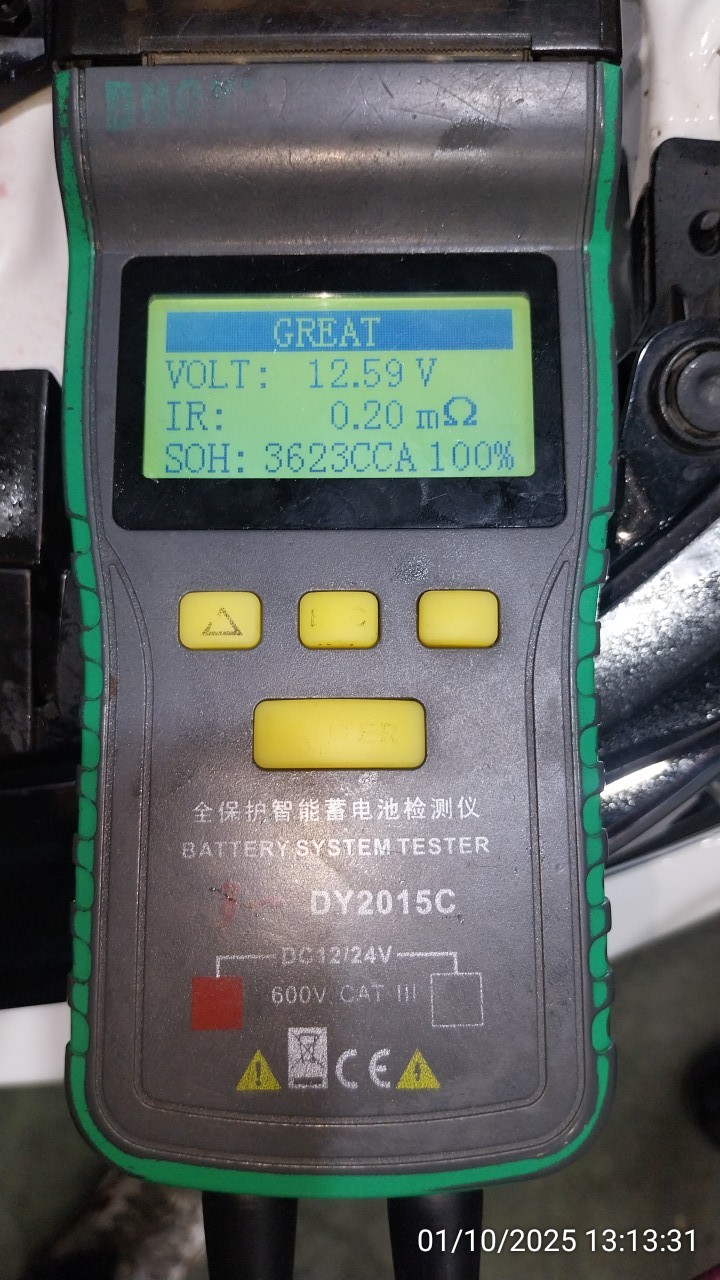 GREAT
VOLT: 12.59 V
IR: 0.20 mΩ
SOH: 3623CCA 100%
全保护智能蓄电池检测仪
BATTERY SYSTEM TESTER
DY2015C
DC12/24V
600V CAT III
CE
01/10/2025 13:13:31